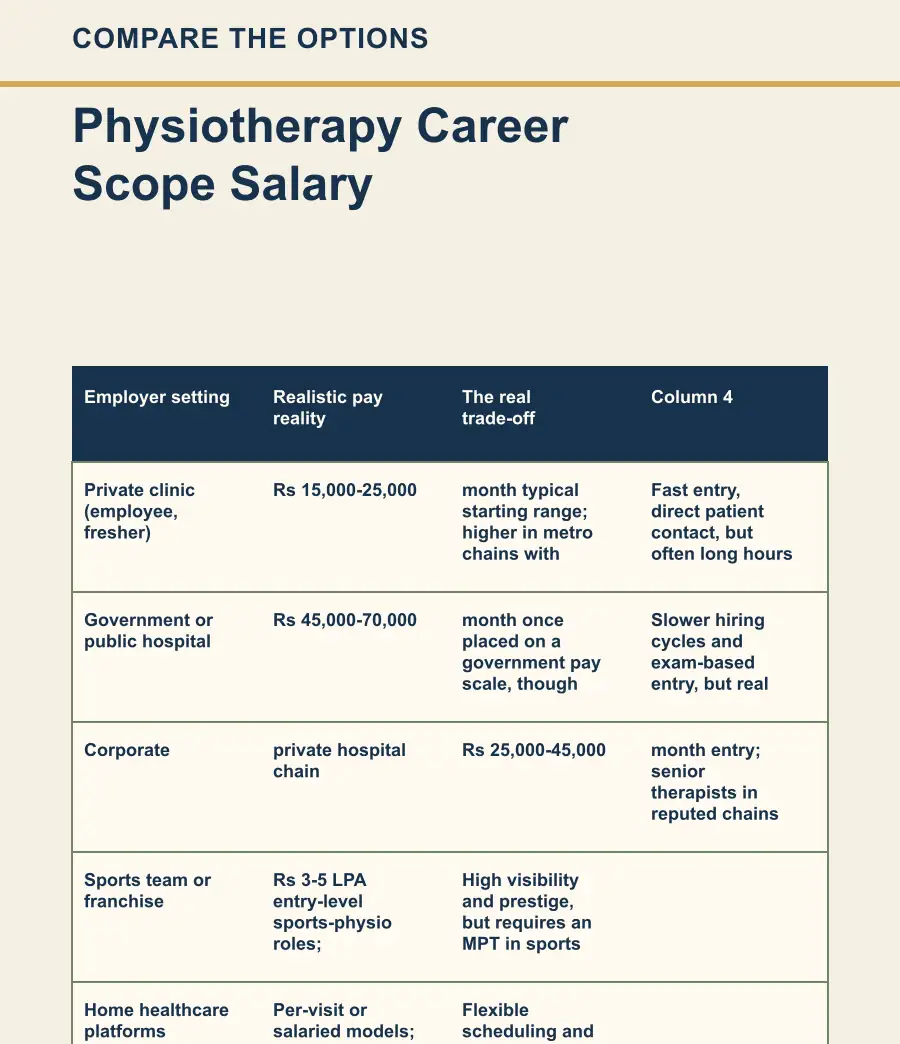 COMPARE THE OPTIONS
Physiotherapy Career
Scope Salary
Employer setting
Realistic pay
reality
The real
trade-off
Column 4
Private clinic
(employee,
fresher)
Rs 15,000-25,000
month typical
starting range;
higher in metro
chains with
Fast entry,
direct patient
contact, but
often long hours
Government or
public hospital
Rs 45,000-70,000
month once
placed on a
government pay
scale, though
Slower hiring
cycles and
exam-based
entry, but real
Corporate
private hospital
chain
Rs 25,000-45,000
month entry;
senior
therapists in
reputed chains
Sports team or
franchise
Rs 3-5 LPA
entry-level
sports-physio
roles;
High visibility
and prestige,
but requires an
MPT in sports
Home healthcare
platforms
Per-visit or
salaried models;
Flexible
scheduling and